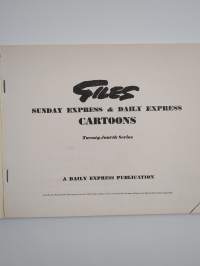 GILES
SUNDAY EXPRESS & DAILY EXPRESS
CARTOONS
Twenty-fourth Series
A DAILY EXPRESS PUBLICATION